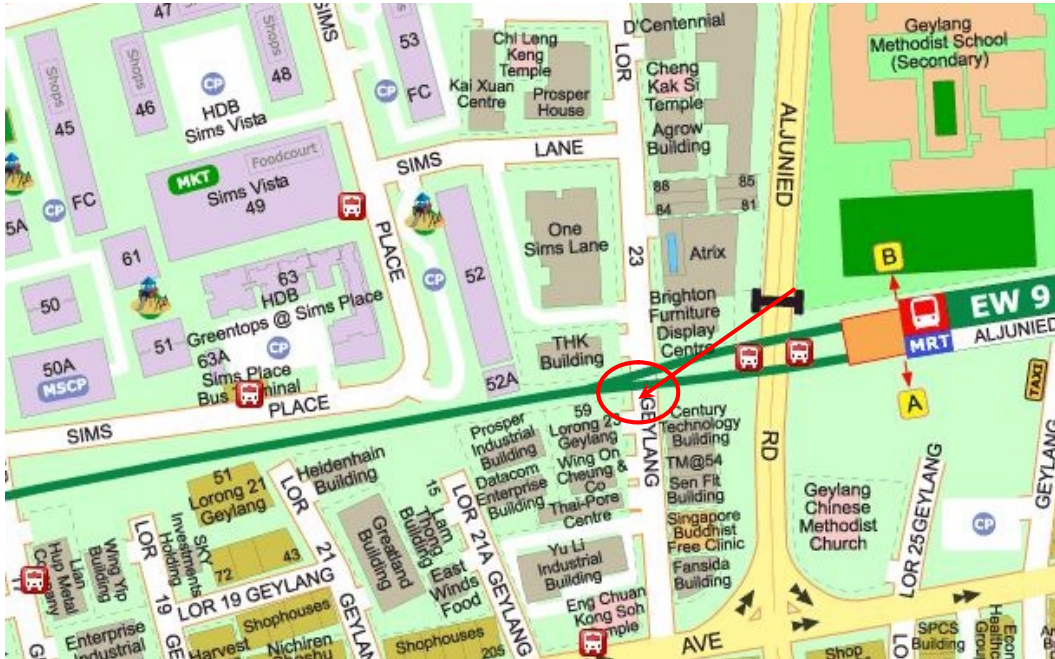 47
Shops
46
Shops
45
FC
5A
CP
CP
HDB
Sims Vista
Shops
48
SIMS
53
CP
FC
Chi Leng
Keng
Temple
Kai Xuan
Centre
Prosper
House
LOR
D'Centennial
Cheng
Kak Si
Temple
Agrow
Building
ALJUNIED
Geylang
Methodist School
(Secondary)
SIMS
LANE
Foodcourt
MKT
Sims Vista
49
PLACE
88
85
84
81
One
Sims Lane
23
Atrix
61
50
51
63
HDB
Greentops @ Sims Place
CP
63A
Sims Place
Bus Terminal
52
CP
50A
MSCP
52A
THK
Building
Brighton
Furniture
Display
Centre
B
EW 9
MRT
ALJUNIED
A
TAXI
SIMS
PLACE
GEYLANG
Prosper
Industrial
Building
59
Lorong 23
Geylang
Datacom
Enterprise
Building
Wing On
Cheung &
Co
Thai-Pore
Centre
Century
Technology
Building
TM@54
Sen Fit
Building
Singapore
Buddhist
Free Clinic
Fansida
Building
RD
Geylang
Chinese
Methodist
Church
LOR 25GEYLANG
CP
GEYLANG
51
Lorong 21
Geylang
Heidenhain
Building
LOR
21
GEYLANG
15
Lam
Thong
Building
LOR
21A GEYLANG
Greatland
Building
East
Winds
Food
Yu Li
Industrial
Building
Eng Chuan
Kong Soh
Lian
Hup Metal
Wing Yip
Building
LOR
19
SKY
Investments
Holding
72
43
LOR 19 GEYLANG
Shophouses
Enterprise
Industrial
Harvest
Nichiren
Shophouses
205
AVE
Shop
LO
SPCS
Building